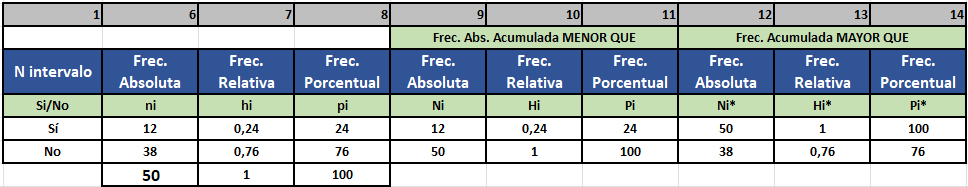 1 6 7 8 9 10 11 12 13 14
Frec. Abs. Acumulada MENOR QUE Frec. Acumulada MAYOR QUE
N intervalo Frec. Absoluta Frec. Relativa Frec. Porcentual Frec. Absoluta Frec. Relativa Frec. Porcentual Frec. Absoluta Frec. Relativa Frec. Porcentual
Si/No ni hi pi Ni Hi Pi Ni* Hi* Pi*
Sí 12 0,24 24 12 0,24 24 50 1 100
No 38 0,76 76 50 1 100 38 0,76 76
50 1 100